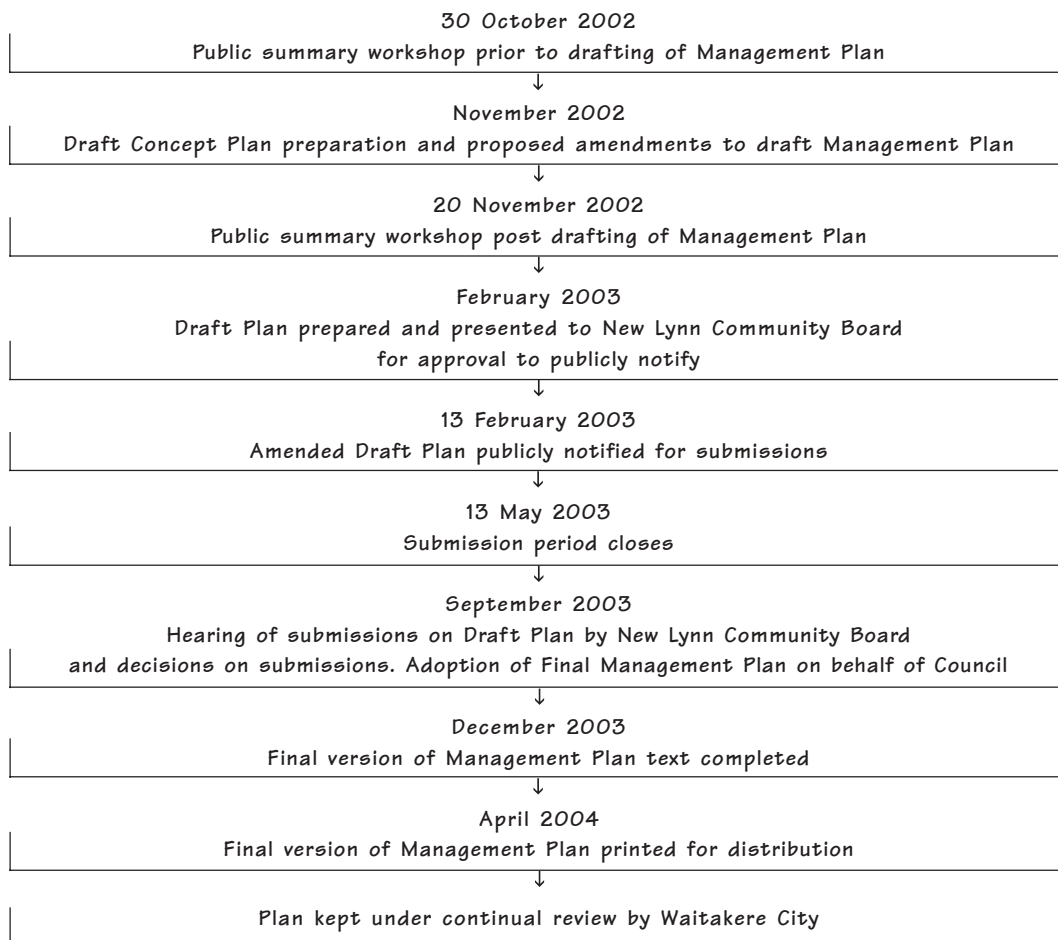 30 October 2002
Public summary workshop prior to drafting of Management Plan
November 2002
Draft Concept Plan preparation and proposed amendments to draft Management Plan
20 November 2002
Public summary workshop post drafting of Management Plan
February 2003
Draft Plan prepared and presented to New Lynn Community Board
for approval to publicly notify
13 February 2003
Amended Draft Plan publicly notified for submissions
13 May 2003
Submission period closes
September 2003
Hearing of submissions on Draft Plan by New Lynn Community Board
and decisions on submissions. Adoption of Final Management Plan on behalf of Council
December 2003
Final version of Management Plan text completed
April 2004
Final version of Management Plan printed for distribution
Plan kept under continual review by Waitakere City